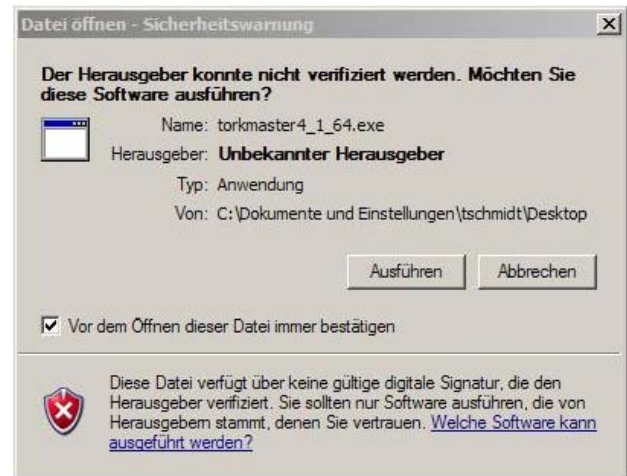 Datei öffnen - Sicherheitswarnung
Der Herausgeber konnte nicht verifiziert werden. Möchten Sie
diese Software ausführen?
Name: torkmaster4_1_64.exe
Herausgeber: Unbekannter Herausgeber
Typ: Anwendung
Von: C:\Dokumente und Einstellungen\tschmidt\Desktop
Ausführen Abbrechen
Vor dem Öffnen dieser Datei immer bestätigen
Diese Datei verfügt über keine gültige digitale Signatur, die den
Herausgeber verifiziert. Sie sollten nur Software ausführen, die von
Herausgebern stammt, denen Sie vertrauen. Welche Software kann
ausgeführt werden?